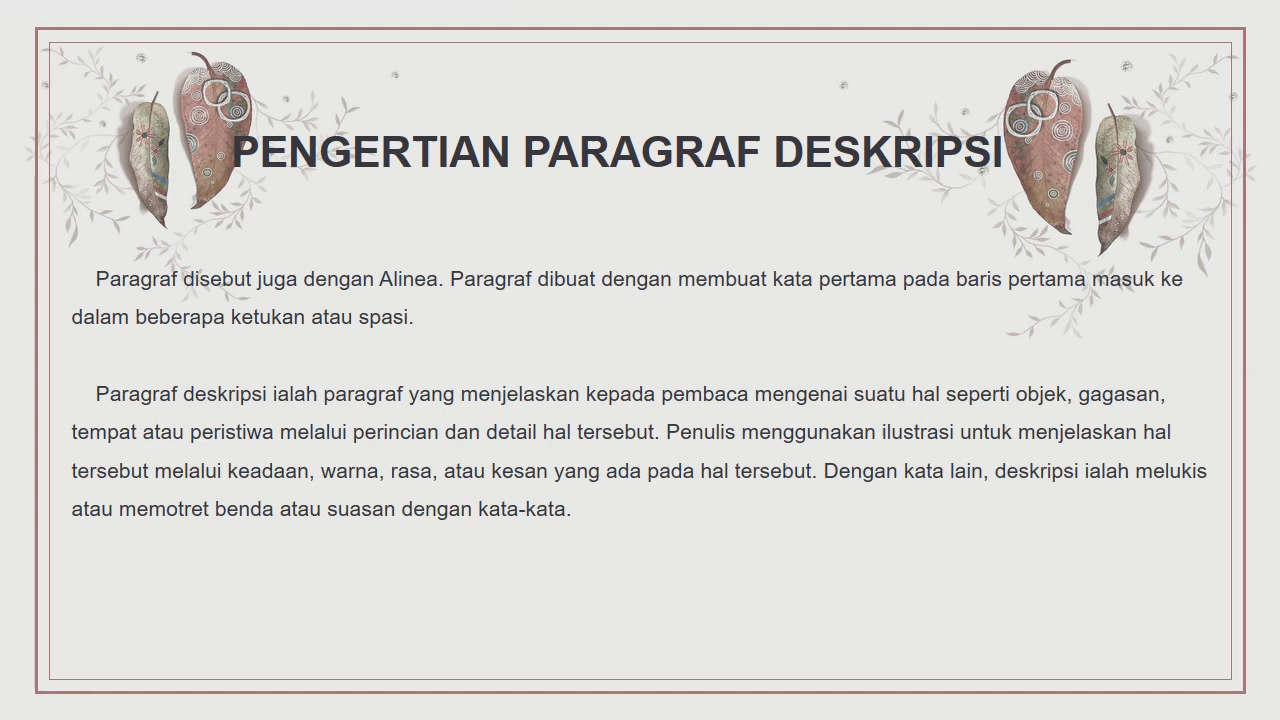 PENGERTIAN PARAGRAF DESKRIPSI
Paragraf disebut juga dengan Alinea. Paragraf dibuat dengan membuat kata pertama pada baris pertama masuk ke
dalam beberapa ketukan atau spasi.
Paragraf deskripsi ialah paragraf yang menjelaskan kepada pembaca mengenai suatu hal seperti objek, gagasan,
tempat atau peristiwa melalui perincian dan detail hal tersebut. Penulis menggunakan ilustrasi untuk menjelaskan hal
tersebut melalui keadaan, warna, rasa, atau kesan yang ada pada hal tersebut. Dengan kata lain, deskripsi ialah melukis
atau memotret benda atau suasan dengan kata-kata.